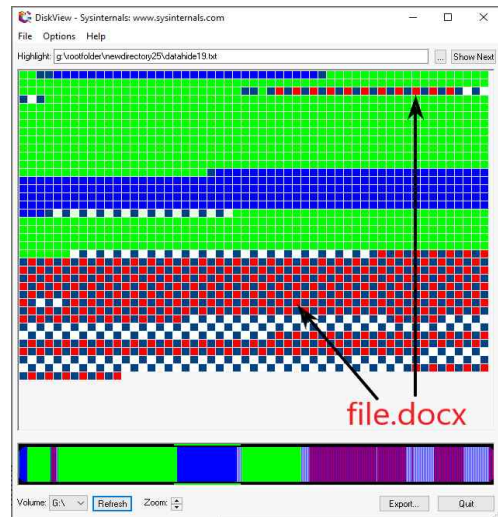 DiskView - Sysinternals: www.sysinternals.com
File Options Help
Highlight: g:\rootfolder\newdirectory25\datahide19.txt ... Show Next
file.docx
Volume: G:\ Refresh Zoom: Export... Quit